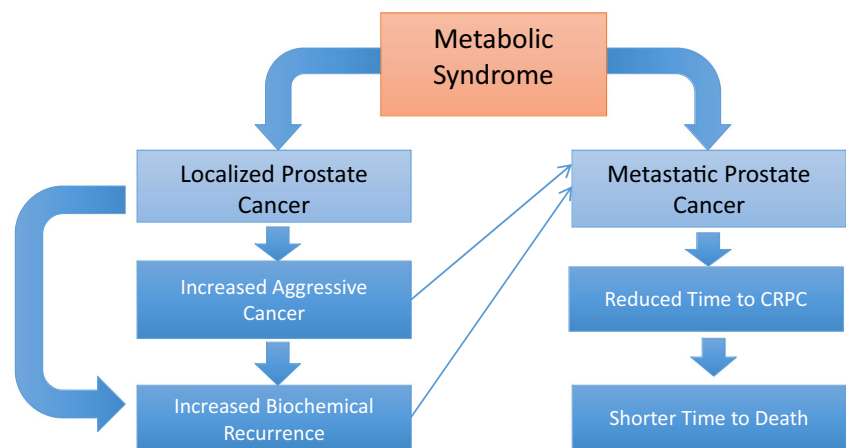 Metabolic
Syndrome
Localized Prostate
Cancer
Metastatic Prostate
Cancer
Increased Aggressive
Cancer
Reduced Time to CRPC
Increased Biochemical
Recurrence
Shorter Time to Death